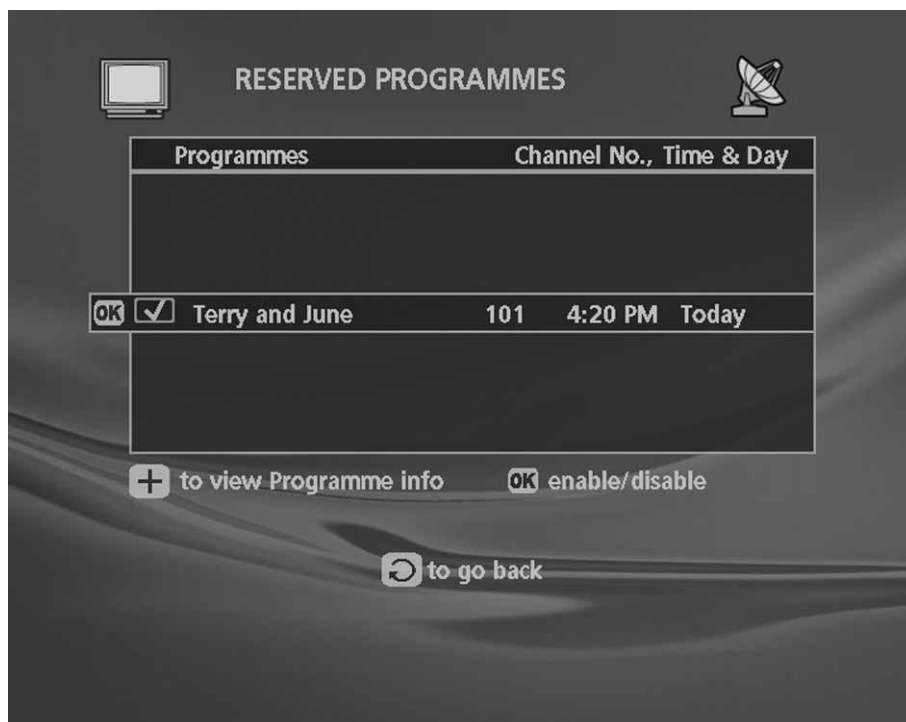 RESERVED PROGRAMMES
Programmes Channel No., Time & Day
OK Terry and June 101 4:20 PM Today
+ to view Programme info OK enable/disable
to go back